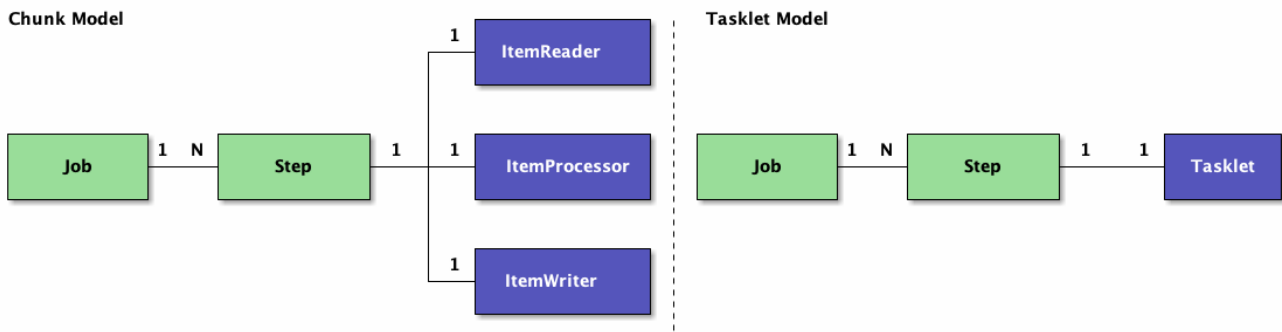 Chunk Model
1
ItemReader
Job
1
N
Step
1
1
ItemProcessor
1
ItemWriter
Tasklet Model
Job
1
N
Step
1
1
Tasklet